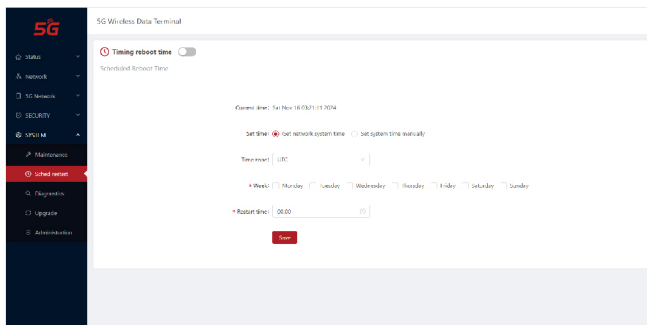 5G
5G Wireless Data Terminal
Timing reboot time
Scheduled Reboot Time
Status
Network
5G Network
SECURITY
SYSTEM
Maintenance
Sched restart
Diagnostics
Upgrade
Administration
Current time: Sat Nov 16 03:21:11 2024
Set time: Get network system time Set system time manually
Time zone: UTC
* Week: Monday Tuesday Wednesday Thursday Friday Saturday Sunday
* Restart time: 00:00
Save